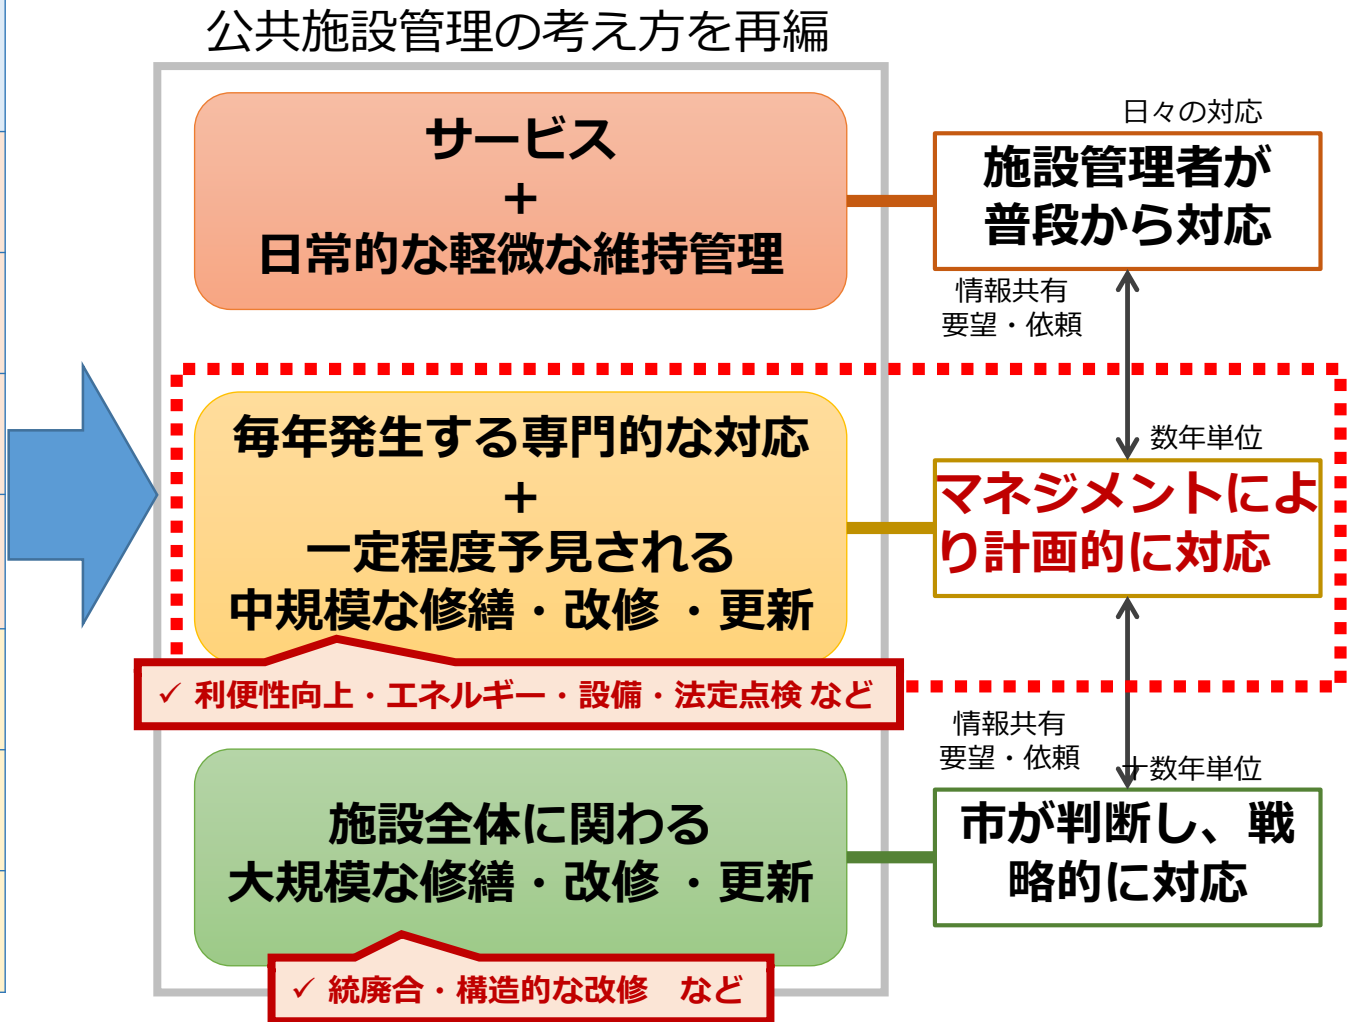 公共施設管理の考え方を再編
サービス
+
日常的な軽微な維持管理
日々の対応
施設管理者が
普段から対応
情報共有
要望・依頼
毎年発生する専門的な対応
+
一定程度予見される
中規模な修繕・改修・更新
✓ 利便性向上・エネルギー・設備・法定点検 など
数年単位
マネジメントによ
り計画的に対応
情報共有
要望・依頼
施設全体に関わる
大規模な修繕・改修・更新
✓ 統廃合・構造的な改修 など
十数年単位
市が判断し、戦
略的に対応